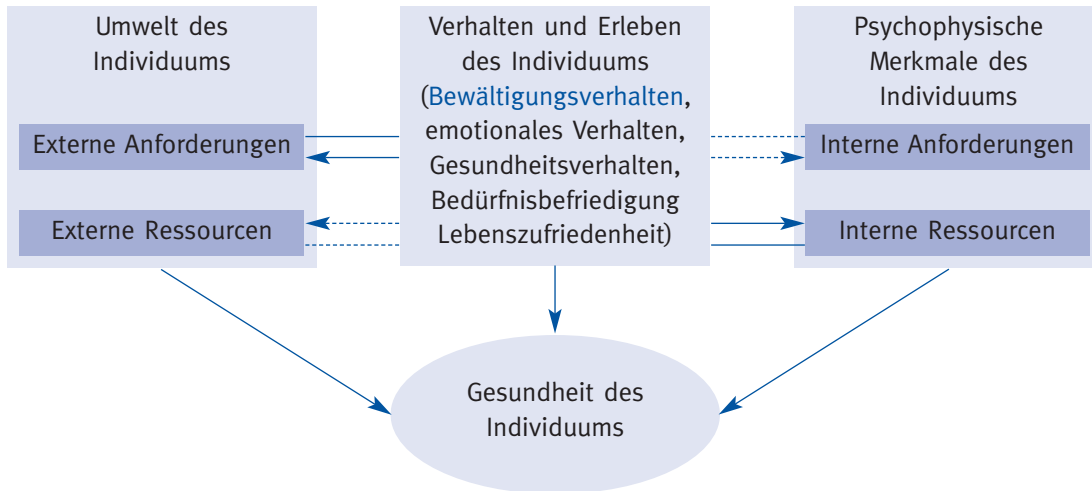 Umwelt des
Individuums
Externe Anforderungen
Externe Ressourcen
Verhalten und Erleben
des Individuums
(Bewältigungsverhalten,
emotionales Verhalten,
Gesundheitsverhalten,
Bedürfnisbefriedigung
Lebenszufriedenheit)
Psychophysische
Merkmale des
Individuums
Interne Anforderungen
Interne Ressourcen
Gesundheit des
Individuums